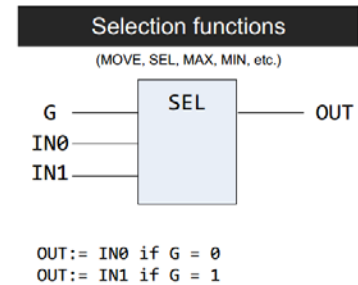 Selection functions
(MOVE, SEL, MAX, MIN, etc.)
SEL
G
OUT
IN0
IN1
OUT:= IN0 if G = 0
OUT:= IN1 if G = 1